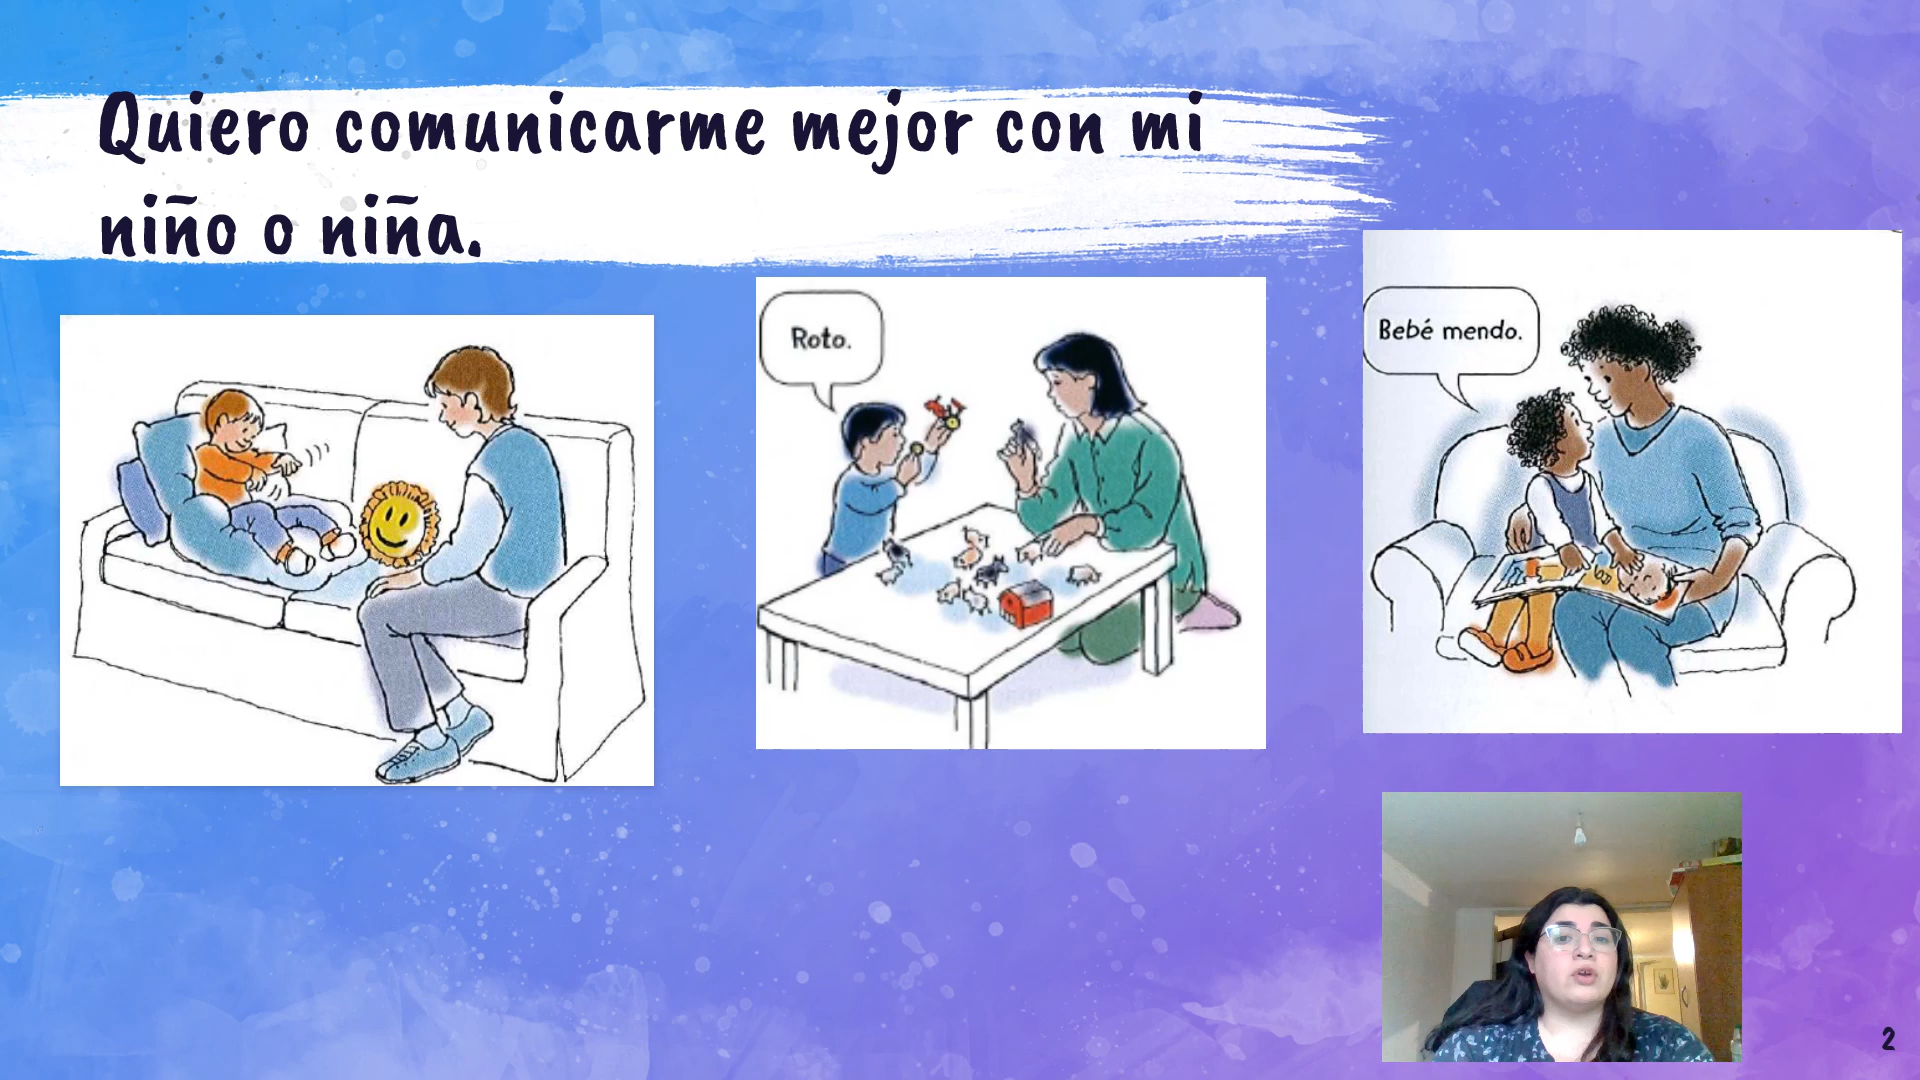 Quiero comunicarme mejor con mi
niño o niña.
Roto.
Bebé mendo.
2